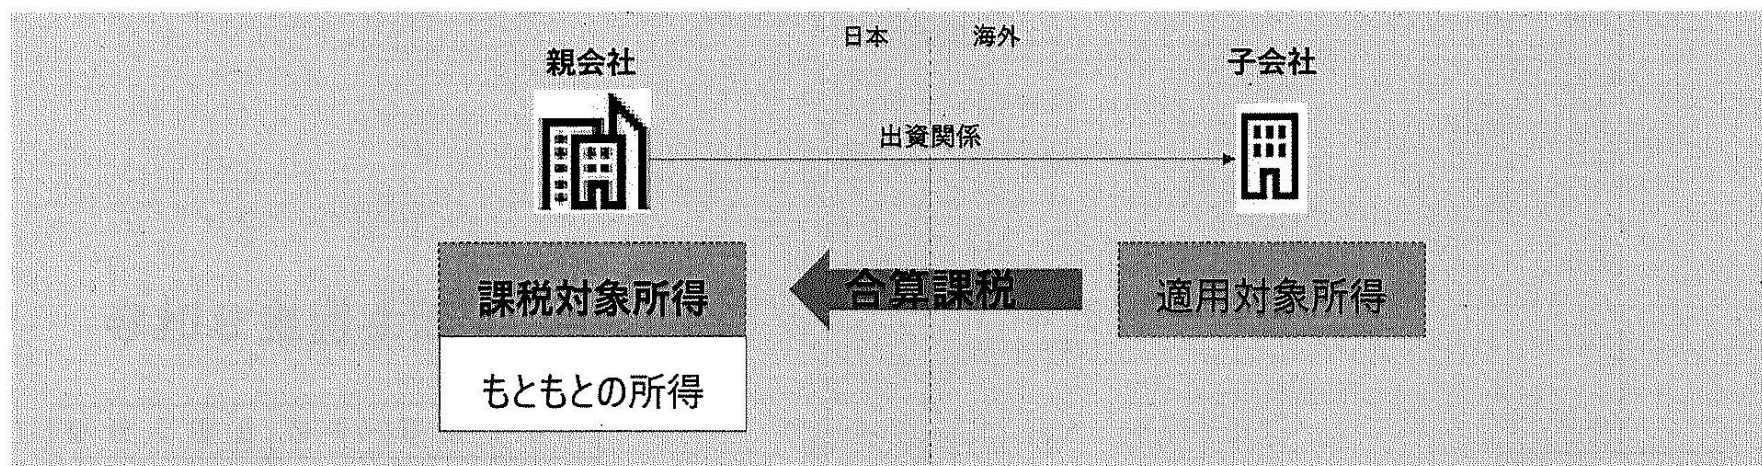 日本
海外
親会社
子会社
出資関係
課税対象所得
合算課税
適用対象所得
もともとの所得